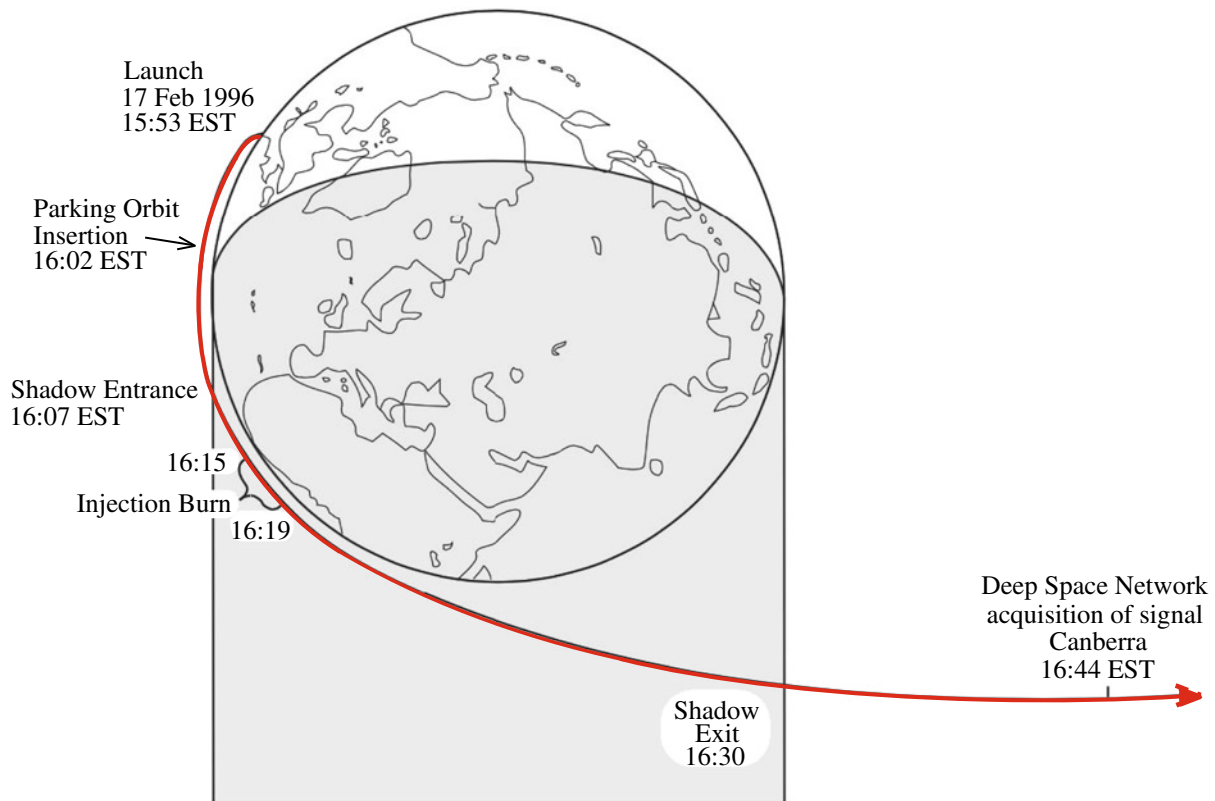 Launch
17 Feb 1996
15:53 EST
Parking Orbit
Insertion
16:02 EST
Shadow Entrance
16:07 EST
16:15
Injection Burn
16:19
Deep Space Network
acquisition of signal
Canberra
16:44 EST
Shadow
Exit
16:30